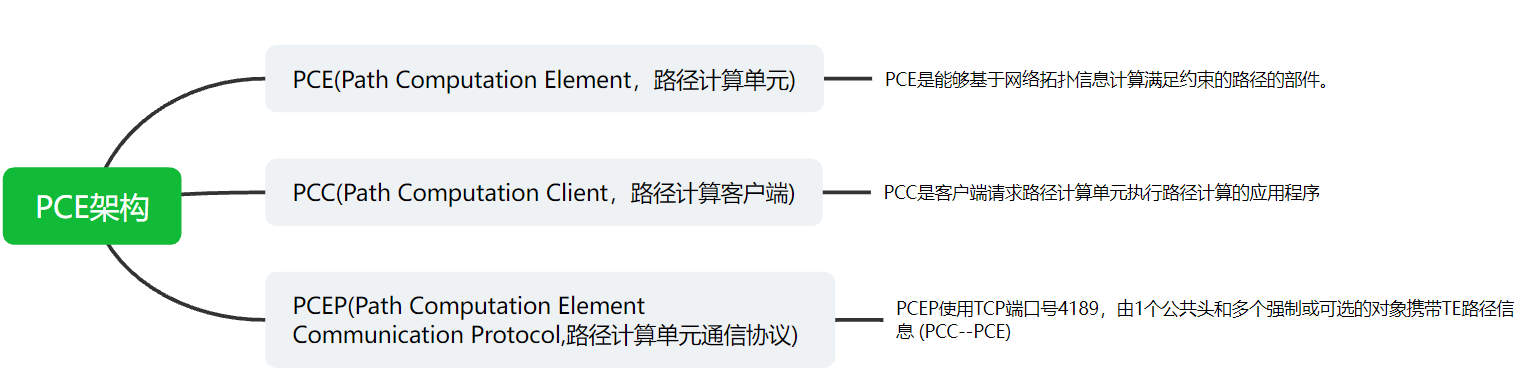 PCE架构
PCE(Path Computation Element，路径计算单元)
PCE是能够基于网络拓扑信息计算满足约束的路径的部件。
PCC(Path Computation Client，路径计算客户端)
PCC是客户端请求路径计算单元执行路径计算的应用程序
PCEP(Path Computation Element
Communication Protocol,路径计算单元通信协议)
PCEP使用TCP端口号4189，由1个公共头和多个强制或可选的对象携带TE路径信
息 (PCC--PCE)